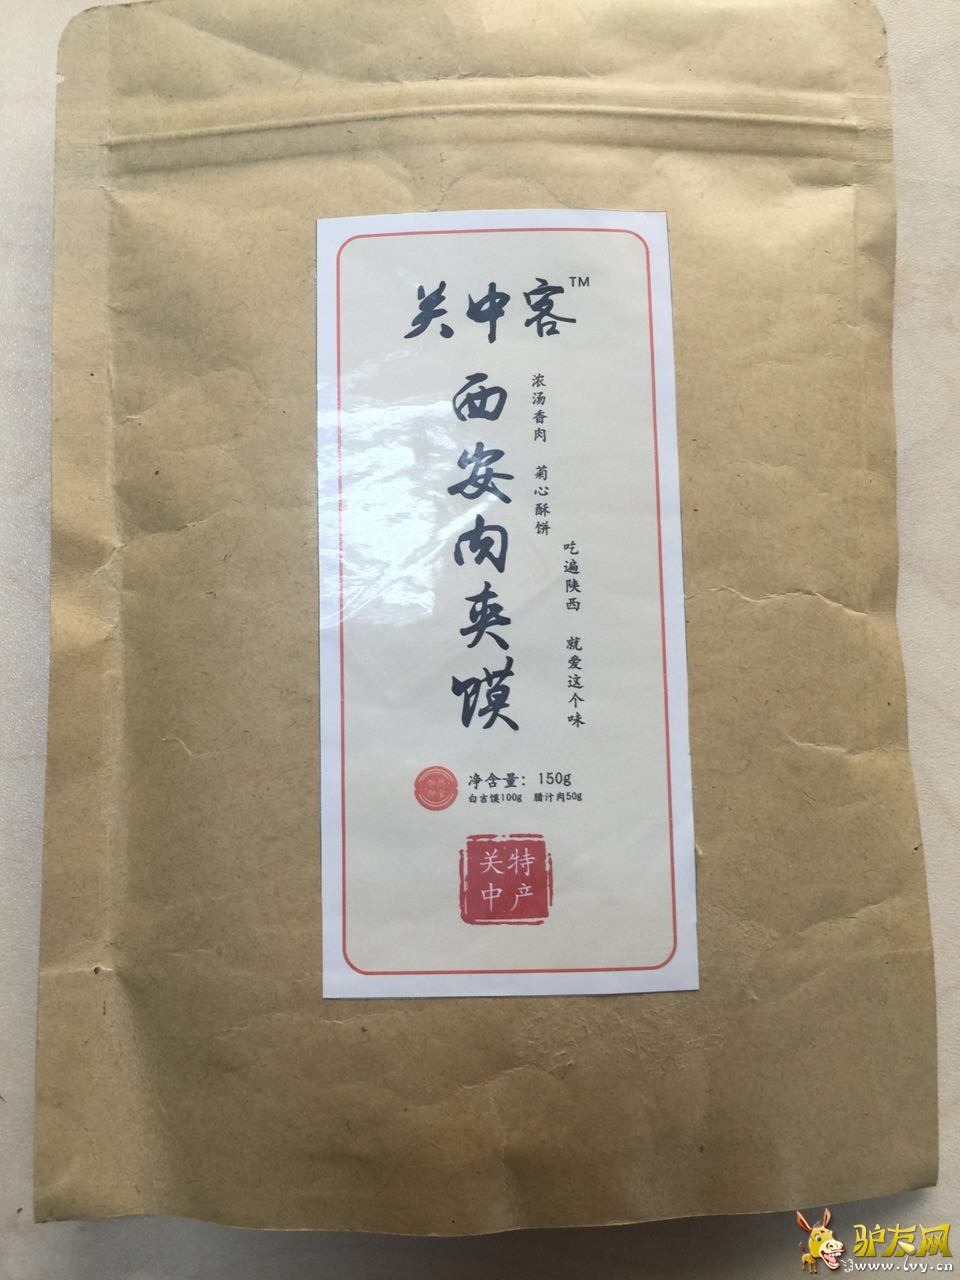 关中客™
西安肉夹馍
浓汤香肉 菊心酥饼
吃遍陕西 就爱这个味
净含量：150g
白吉馍100g 腊汁肉50g
关中
特产
驴友网
www.lvy.cn